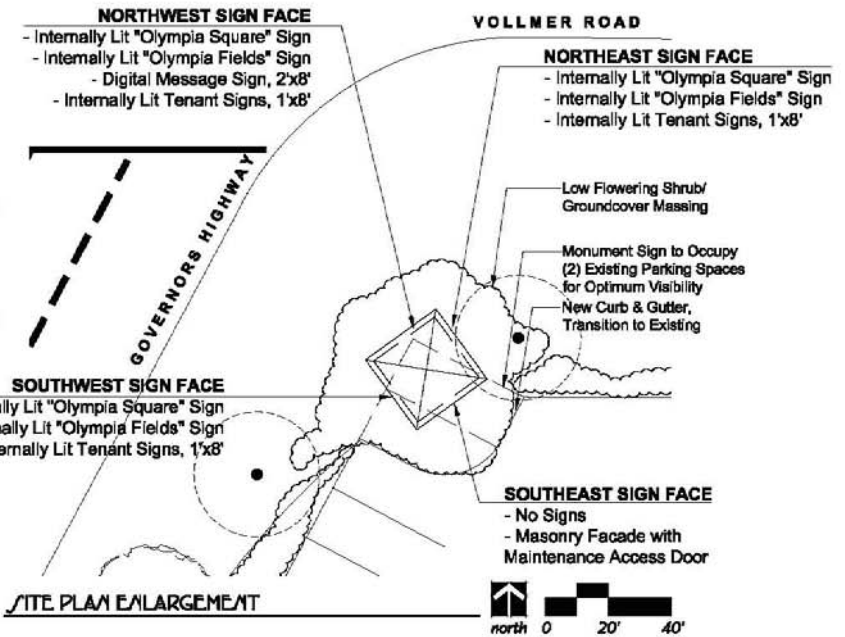 NORTHWEST SIGN FACE
- Internally Lit "Olympia Square" Sign
- Internally Lit "Olympia Fields" Sign
- Digital Message Sign, 2'x8'
- Internally Lit Tenant Signs, 1'x8'
VOLLMER ROAD
NORTHEAST SIGN FACE
- Internally Lit "Olympia Square" Sign
- Internally Lit "Olympia Fields" Sign
- Internally Lit Tenant Signs, 1'x8'
GOVERNORS HIGHWAY
Low Flowering Shrub/
Groundcover Massing
Monument Sign to Occupy
(2) Existing Parking Spaces
for Optimum Visibility
New Curb & Gutter,
Transition to Existing
SOUTHWEST SIGN FACE
ally Lit "Olympia Square" Sign
nally Lit "Olympia Fields" Sign
ernally Lit Tenant Signs, 1'x8'
SOUTHEAST SIGN FACE
- No Signs
- Masonry Facade with
Maintenance Access Door
SITE PLAN ENLARGEMENT
north 0 20' 40'